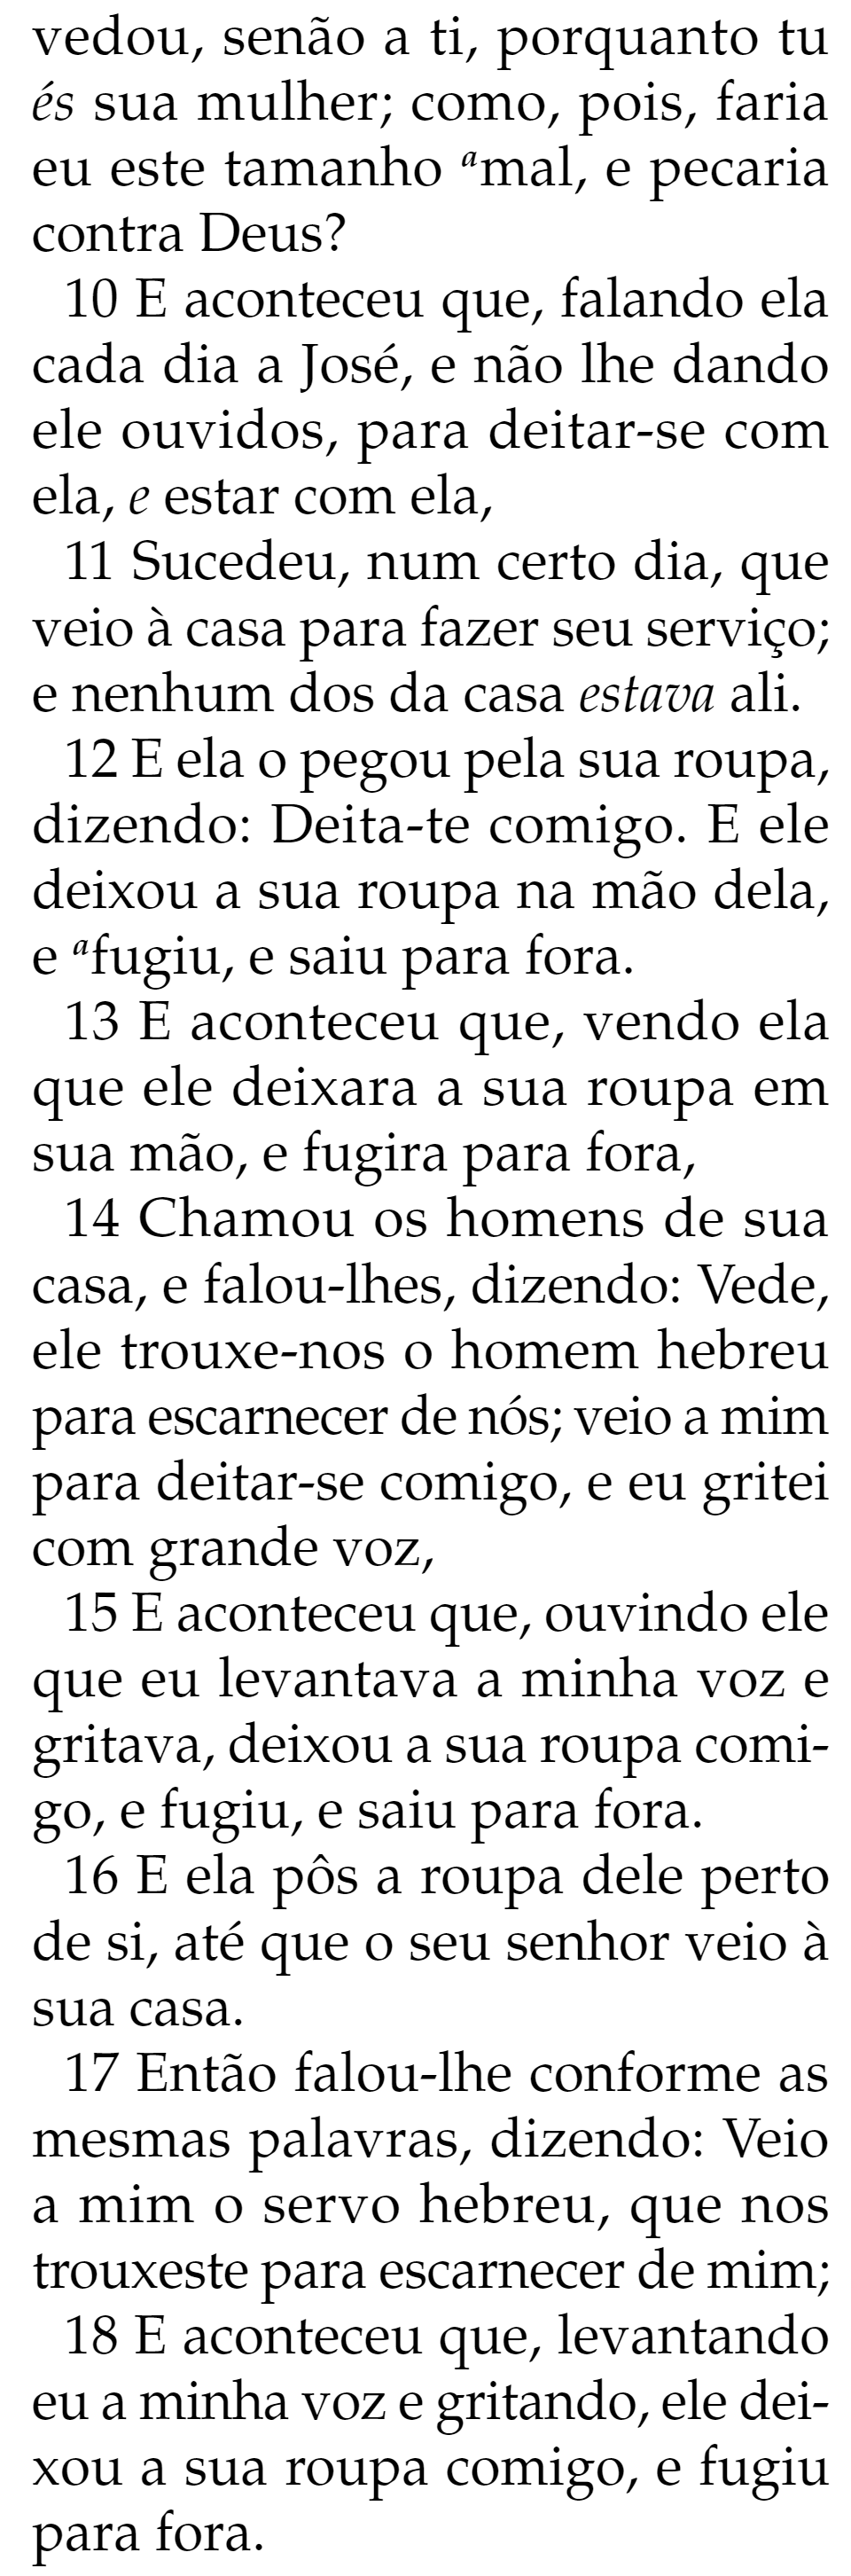 vedou, senão a ti, porquanto tu
és sua mulher; como, pois, faria
eu este tamanho ᵃmal, e pecaria
contra Deus?
10 E aconteceu que, falando ela
cada dia a José, e não lhe dando
ele ouvidos, para deitar-se com
ela, e estar com ela,
11 Sucedeu, num certo dia, que
veio à casa para fazer seu serviço;
e nenhum dos da casa estava ali.
12 E ela o pegou pela sua roupa,
dizendo: Deita-te comigo. E ele
deixou a sua roupa na mão dela,
e ᵃfugiu, e saiu para fora.
13 E aconteceu que, vendo ela
que ele deixara a sua roupa em
sua mão, e fugira para fora,
14 Chamou os homens de sua
casa, e falou-lhes, dizendo: Vede,
ele trouxe-nos o homem hebreu
para escarnecer de nós; veio a mim
para deitar-se comigo, e eu gritei
com grande voz,
15 E aconteceu que, ouvindo ele
que eu levantava a minha voz e
gritava, deixou a sua roupa comi-
go, e fugiu, e saiu para fora.
16 E ela pôs a roupa dele perto
de si, até que o seu senhor veio à
sua casa.
17 Então falou-lhe conforme as
mesmas palavras, dizendo: Veio
a mim o servo hebreu, que nos
trouxeste para escarnecer de mim;
18 E aconteceu que, levantando
eu a minha voz e gritando, ele dei-
xou a sua roupa comigo, e fugiu
para fora.